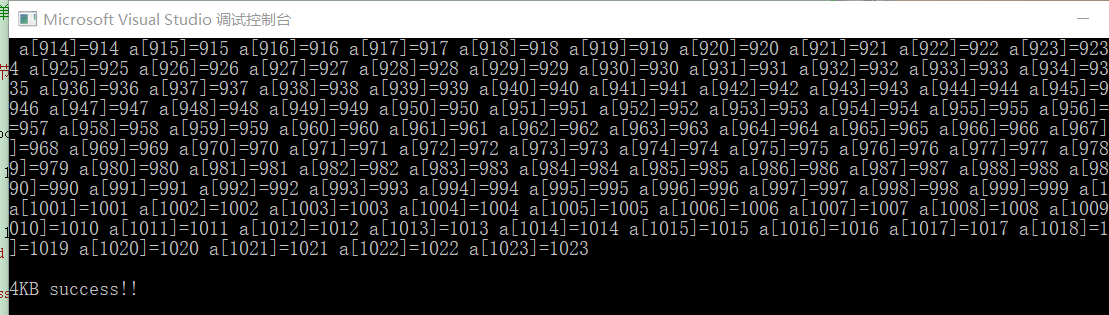 Microsoft Visual Studio 调试控制台
a[914]=914 a[915]=915 a[916]=916 a[917]=917 a[918]=918 a[919]=919 a[920]=920 a[921]=921 a[922]=922 a[923]=923
4 a[925]=925 a[926]=926 a[927]=927 a[928]=928 a[929]=929 a[930]=930 a[931]=931 a[932]=932 a[933]=933 a[934]=93
35 a[936]=936 a[937]=937 a[938]=938 a[939]=939 a[940]=940 a[941]=941 a[942]=942 a[943]=943 a[944]=944 a[945]=9
946 a[947]=947 a[948]=948 a[949]=949 a[950]=950 a[951]=951 a[952]=952 a[953]=953 a[954]=954 a[955]=955 a[956]=
=957 a[958]=958 a[959]=959 a[960]=960 a[961]=961 a[962]=962 a[963]=963 a[964]=964 a[965]=965 a[966]=966 a[967]
]=968 a[969]=969 a[970]=970 a[971]=971 a[972]=972 a[973]=973 a[974]=974 a[975]=975 a[976]=976 a[977]=977 a[978
9]=979 a[980]=980 a[981]=981 a[982]=982 a[983]=983 a[984]=984 a[985]=985 a[986]=986 a[987]=987 a[988]=988 a[98
90]=990 a[991]=991 a[992]=992 a[993]=993 a[994]=994 a[995]=995 a[996]=996 a[997]=997 a[998]=998 a[999]=999 a[1
a[1001]=1001 a[1002]=1002 a[1003]=1003 a[1004]=1004 a[1005]=1005 a[1006]=1006 a[1007]=1007 a[1008]=1008 a[1009
010]=1010 a[1011]=1011 a[1012]=1012 a[1013]=1013 a[1014]=1014 a[1015]=1015 a[1016]=1016 a[1017]=1017 a[1018]=1
]=1019 a[1020]=1020 a[1021]=1021 a[1022]=1022 a[1023]=1023
4KB success!!